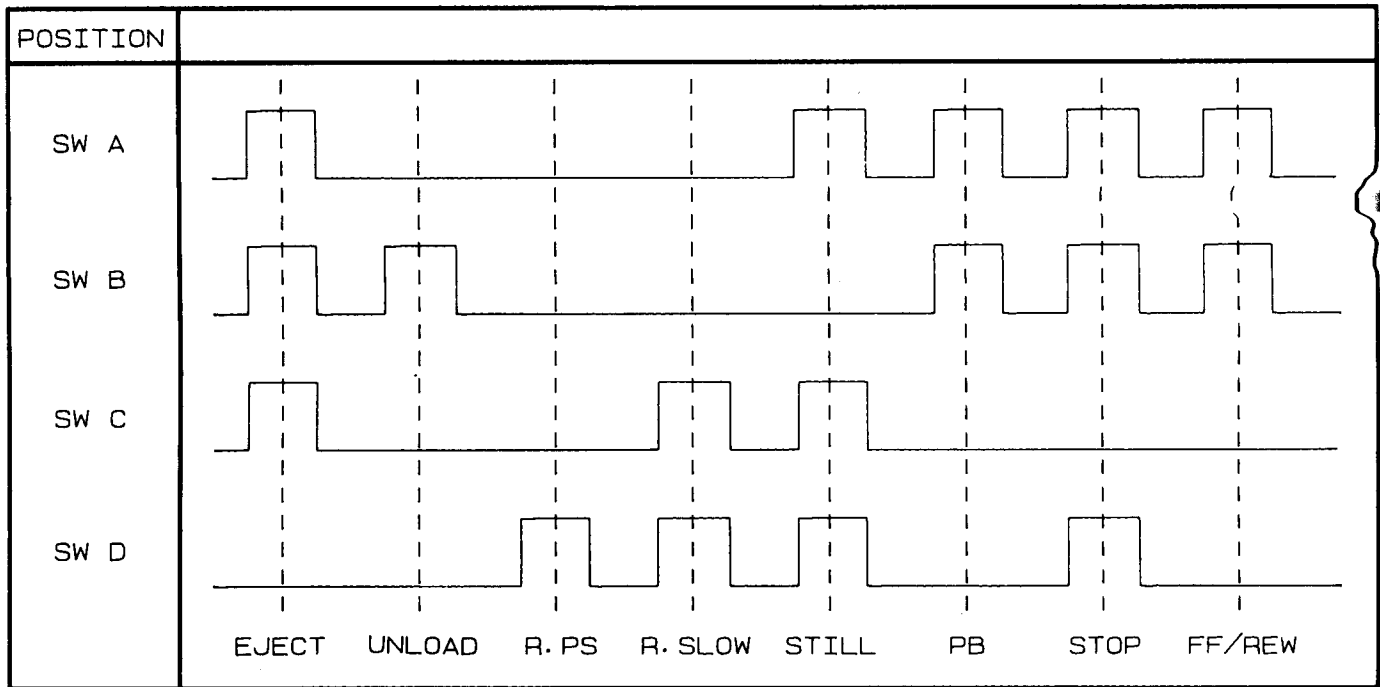 POSITION
SW A
SW B
SW C
SW D
EJECT UNLOAD R.PS R.SLOW STILL PB STOP FF/REW